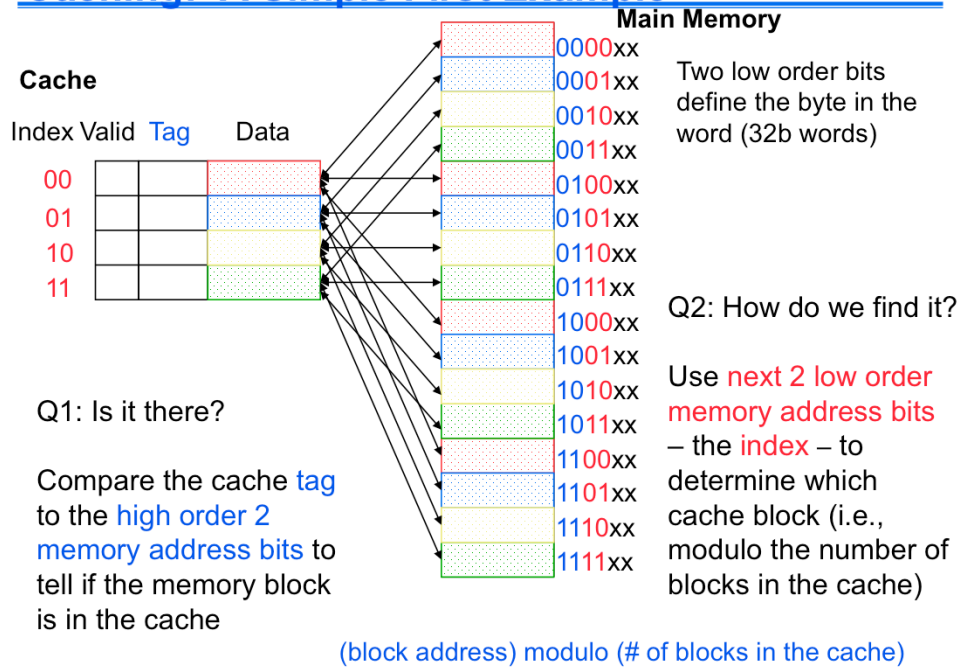 Caching: A Simple First Example
Main Memory
0000xx
0001xx
0010xx
0011xx
0100xx
0101xx
0110xx
0111xx
1000xx
1001xx
1010xx
1011xx
1100xx
1101xx
1110xx
1111xx
Two low order bits
define the byte in the
word (32b words)
Cache
Index Valid Tag Data
00
01
10
11
Q1: Is it there?
Compare the cache tag
to the high order 2
memory address bits to
tell if the memory block
is in the cache
Q2: How do we find it?
Use next 2 low order
memory address bits
– the index – to
determine which
cache block (i.e.,
modulo the number of
blocks in the cache)
(block address) modulo (# of blocks in the cache)